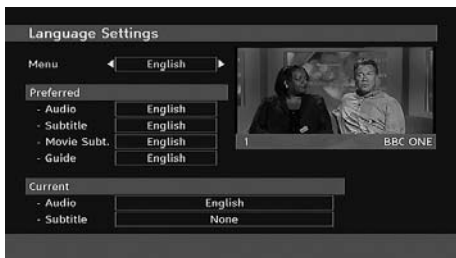 Language Settings
Menu English
Preferred
- Audio English
- Subtitle English
- Movie Subt. English
- Guide English
1 BBC ONE
Current
- Audio English
- Subtitle None